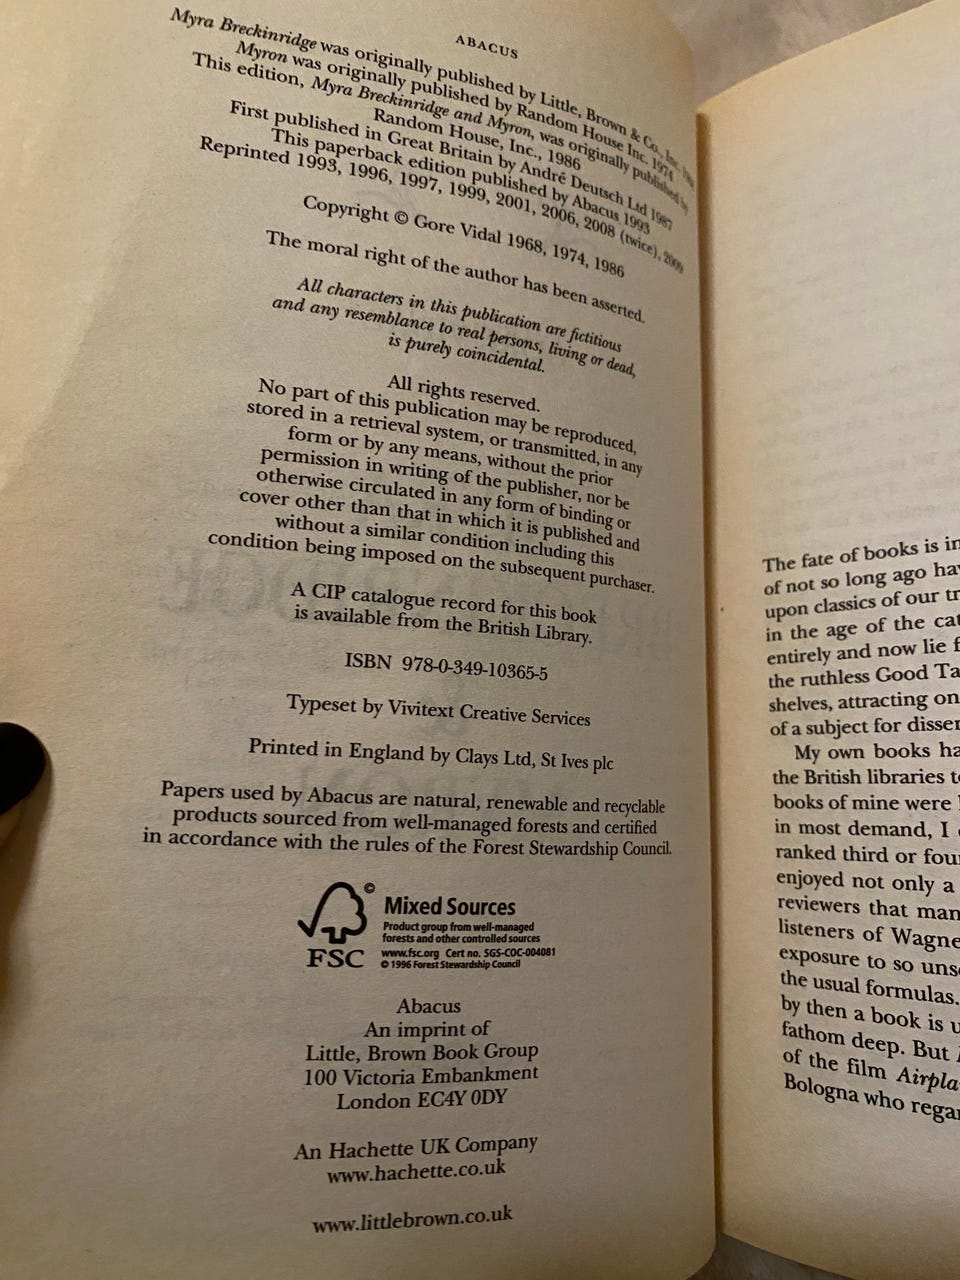 ABACUS
Myra Breckinridge was originally published by Little, Brown & Co., Inc.
Myron was originally published by Random House Inc. 1974
This edition, Myra Breckinridge and Myron, was originally published by
Random House, Inc., 1986
First published in Great Britain by André Deutsch Ltd 1987
This paperback edition published by Abacus 1993
Reprinted 1993, 1996, 1997, 1999, 2001, 2006, 2008 (twice), 2009
Copyright © Gore Vidal 1968, 1974, 1986
The moral right of the author has been asserted.
All characters in this publication are fictitious
and any resemblance to real persons, living or dead,
is purely coincidental.
All rights reserved.
No part of this publication may be reproduced,
stored in a retrieval system, or transmitted, in any
form or by any means, without the prior
permission in writing of the publisher, nor be
otherwise circulated in any form of binding or
cover other than that in which it is published and
without a similar condition including this
condition being imposed on the subsequent purchaser.
A CIP catalogue record for this book
is available from the British Library.
ISBN 978-0-349-10365-5
Typeset by Vivitext Creative Services
Printed in England by Clays Ltd, St Ives plc
Papers used by Abacus are natural, renewable and recyclable
products sourced from well-managed forests and certified
in accordance with the rules of the Forest Stewardship Council.
©
FSC
Mixed Sources
Product group from well-managed
forests and other controlled sources
www.fsc.org Cert no. SGS-COC-004081
© 1996 Forest Stewardship Council
Abacus
An imprint of
Little, Brown Book Group
100 Victoria Embankment
London EC4Y 0DY
An Hachette UK Company
www.hachette.co.uk
www.littlebrown.co.uk
The fate of books is in
of not so long ago hav
upon classics of our tr
in the age of the cat
entirely and now lie f
the ruthless Good Ta
shelves, attracting on
of a subject for disser
My own books ha
the British libraries to
books of mine were
in most demand, I
ranked third or four
enjoyed not only a
reviewers that man
listeners of Wagne
exposure to so uns
the usual formulas.
by then a book is u
fathom deep. But
of the film Airpla
Bologna who regar